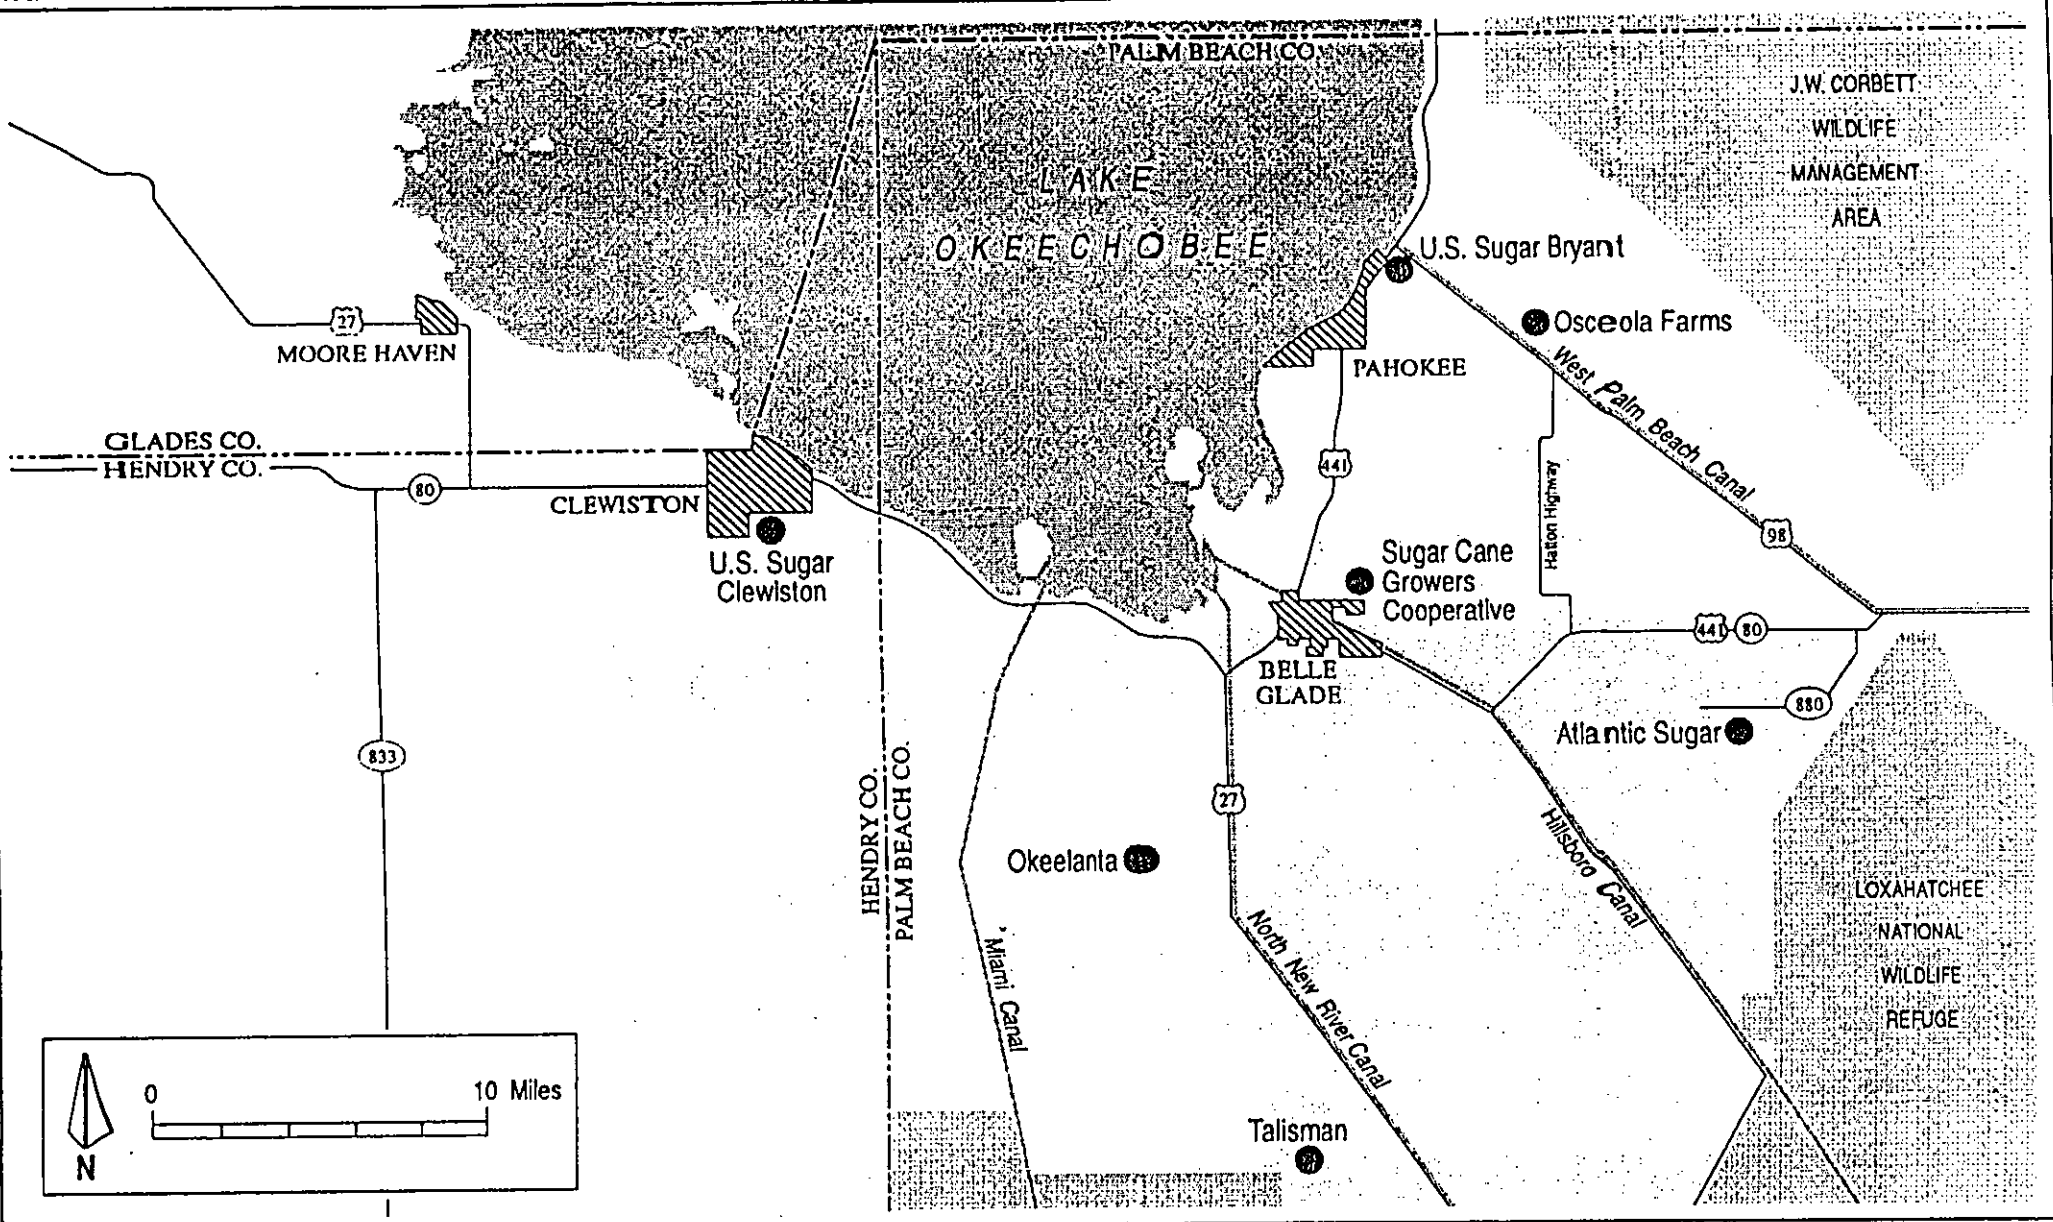 PALM BEACH CO.
J.W. CORBETT
WILDLIFE
MANAGEMENT
AREA
LAKE
OKEECHOBEE
U.S. Sugar Bryant
Osceola Farms
27
MOORE HAVEN
PAHOKEE
West Palm Beach Canal
GLADES CO.
HENDRY CO.
80
CLEWISTON
441
Hatton Highway
98
U.S. Sugar
Clewiston
Sugar Cane
Growers
Cooperative
441
80
BELLE
GLADE
880
Atlantic Sugar
833
HENDRY CO.
PALM BEACH CO.
27
Okeelanta
Hillsboro Canal
LOXAHATCHEE
NATIONAL
WILDLIFE
REFUGE
Miami Canal
North New River Canal
0
10 Miles
N
Talisman